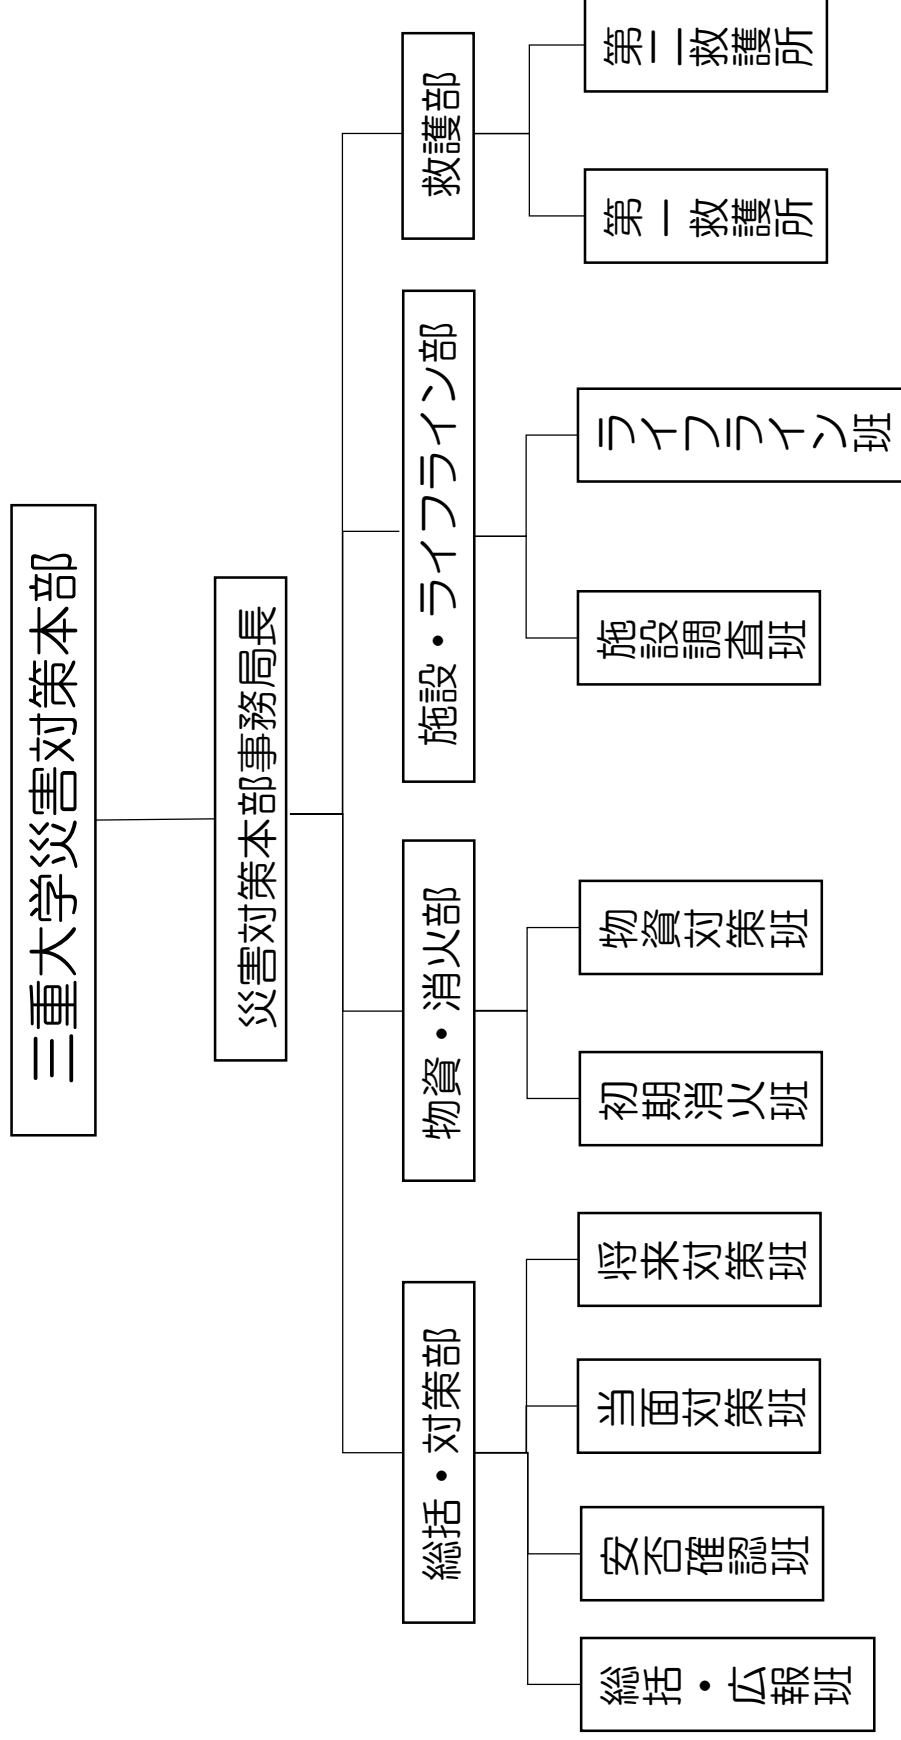 三重大学災害対策本部
災害対策本部事務局長
総括・対策部
物資・消火部
施設・ライフライン部
救護部
総括・広報班
安否確認班
当面対策班
将来対策班
初期消火班
物資対策班
施設調査班
ライフライン班
第一救護所
第二救護所